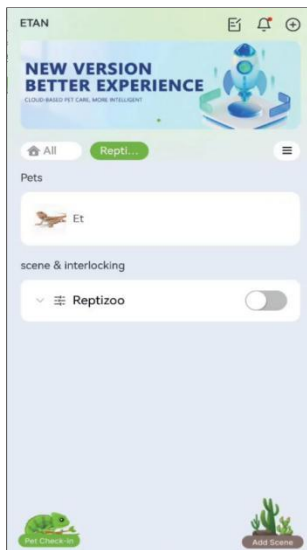 ETAN
NEW VERSION
BETTER EXPERIENCE
CLOUD-BASED PET CARE, MORE INTELLIGENT
All
Repti...
Pets
Et
scene & interlocking
Reptizoo
Pet Check-in
Add Scene